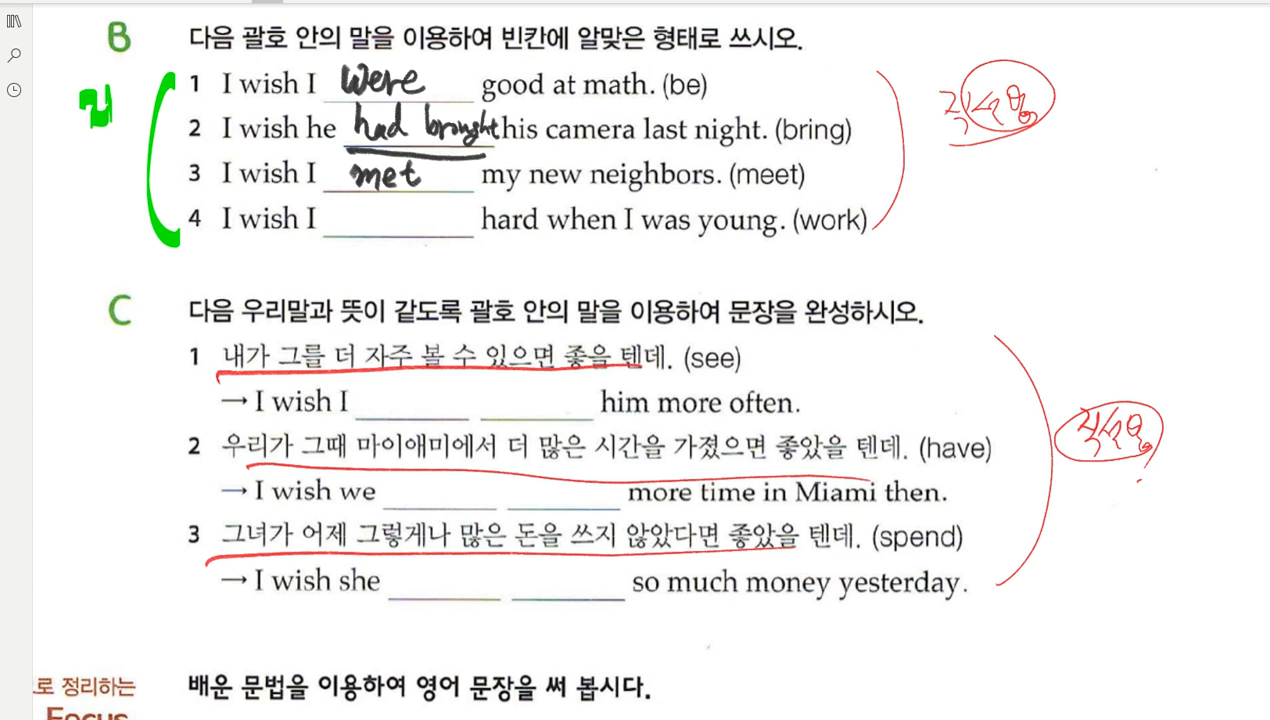 B 다음 괄호 안의 말을 이용하여 빈칸에 알맞은 형태로 쓰시오.
1 I wish I were good at math. (be)
2 I wish he had brought his camera last night. (bring)
3 I wish I met my new neighbors. (meet)
4 I wish I hard when I was young. (work)
C 다음 우리말과 뜻이 같도록 괄호 안의 말을 이용하여 문장을 완성하시오.
1 내가 그를 더 자주 볼 수 있으면 좋을 텐데. (see)
→ I wish I him more often.
2 우리가 그때 마이애미에서 더 많은 시간을 가졌으면 좋았을 텐데. (have)
→ I wish we more time in Miami then.
3 그녀가 어제 그렇게나 많은 돈을 쓰지 않았다면 좋았을 텐데. (spend)
→ I wish she so much money yesterday.
로 정리하는 배운 문법을 이용하여 영어 문장을 써 봅시다.
Focus